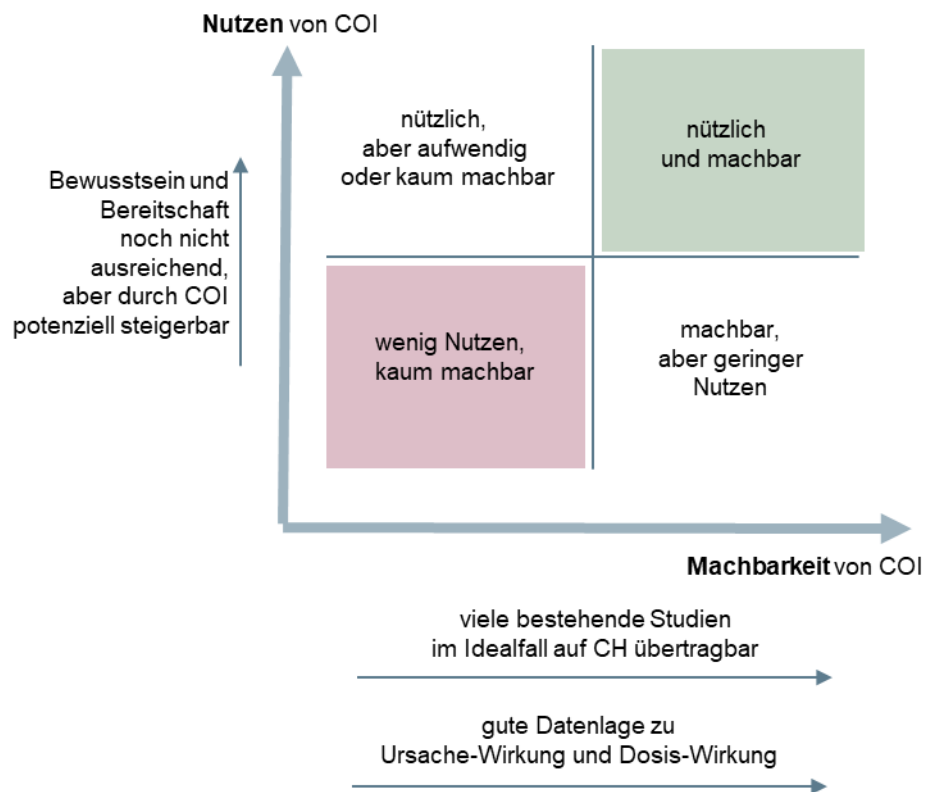 Nutzen von COI
nützlich,
aber aufwendig
oder kaum machbar
nützlich
und machbar
Bewusstsein und
Bereitschaft
noch nicht
ausreichend,
aber durch COI
potenziell steigerbar
wenig Nutzen,
kaum machbar
machbar,
aber geringer
Nutzen
Machbarkeit von COI
viele bestehende Studien
im Idealfall auf CH übertragbar
gute Datenlage zu
Ursache-Wirkung und Dosis-Wirkung